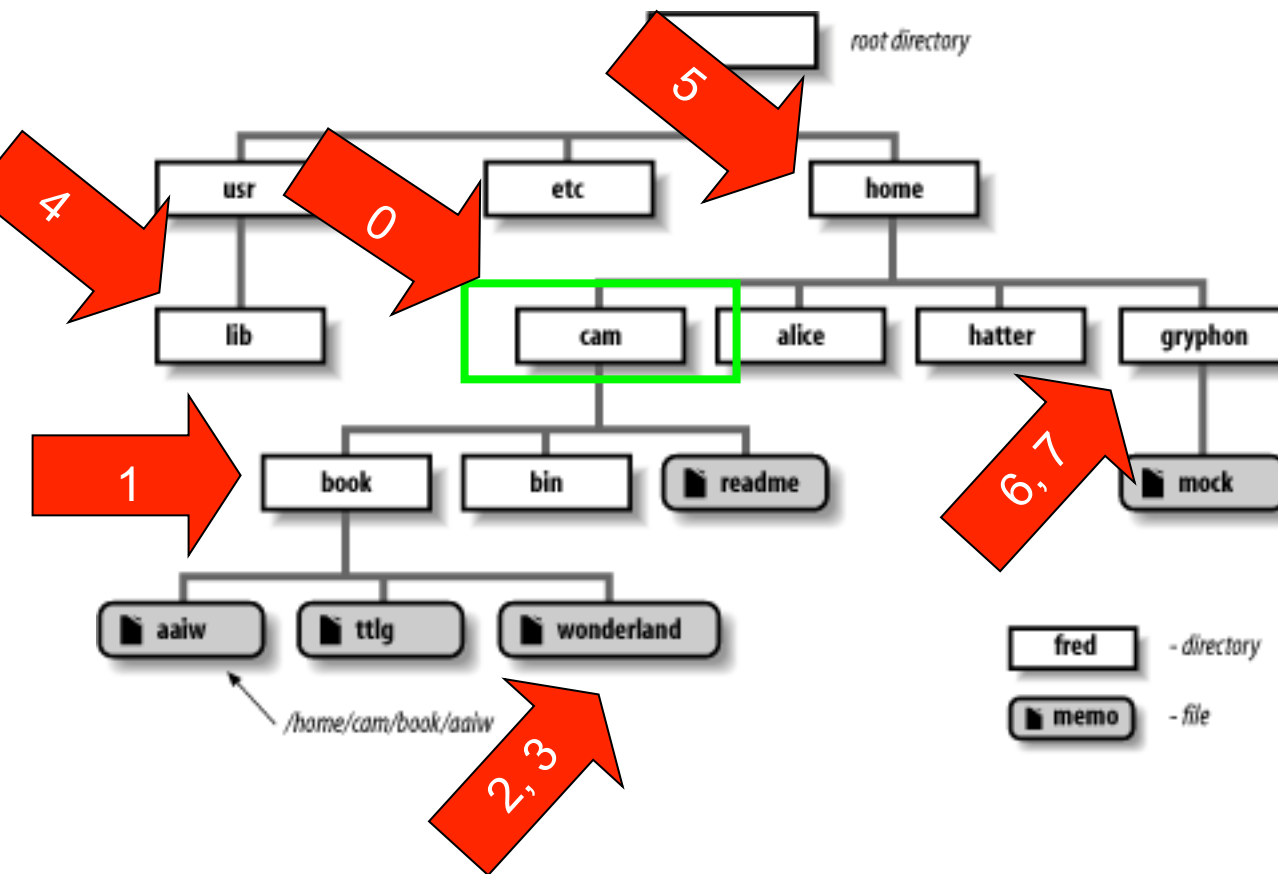 root directory
5
4
usr
0
etc
home
lib
cam
alice
hatter
gryphon
1
book
bin
readme
6, 7
mock
aaiw
ttlg
wonderland
fred
- directory
/home/cam/book/aaiw
memo
- file
2, 3